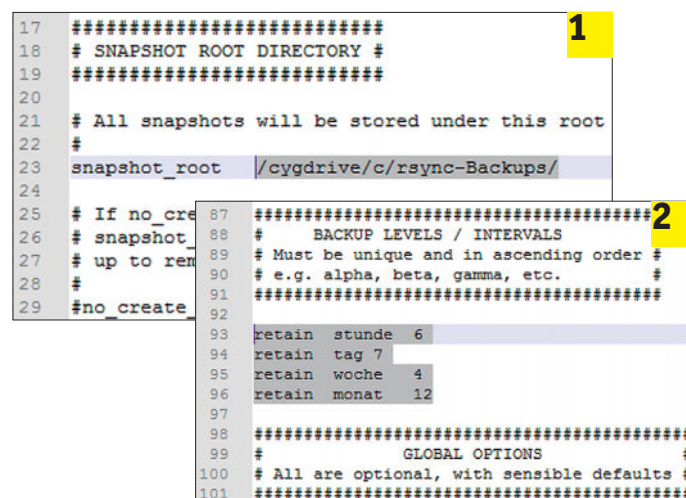 1
17 ###########################
18 # SNAPSHOT ROOT DIRECTORY #
19 ###########################
20
21 # All snapshots will be stored under this root
22 #
23 snapshot_root /cygdrive/c/rsync-Backups/
24
25 # If no_cre
26 # snapshot_
27 # up to rem
28 #
29 #no_create_
2
87 #########################################
88 # BACKUP LEVELS / INTERVALS
89 # Must be unique and in ascending order #
90 # e.g. alpha, beta, gamma, etc. #
91 #########################################
92
93 retain stunde 6
94 retain tag 7
95 retain woche 4
96 retain monat 12
97
98 ############################################
99 # GLOBAL OPTIONS #
100 # All are optional, with sensible defaults #
101 ############################################